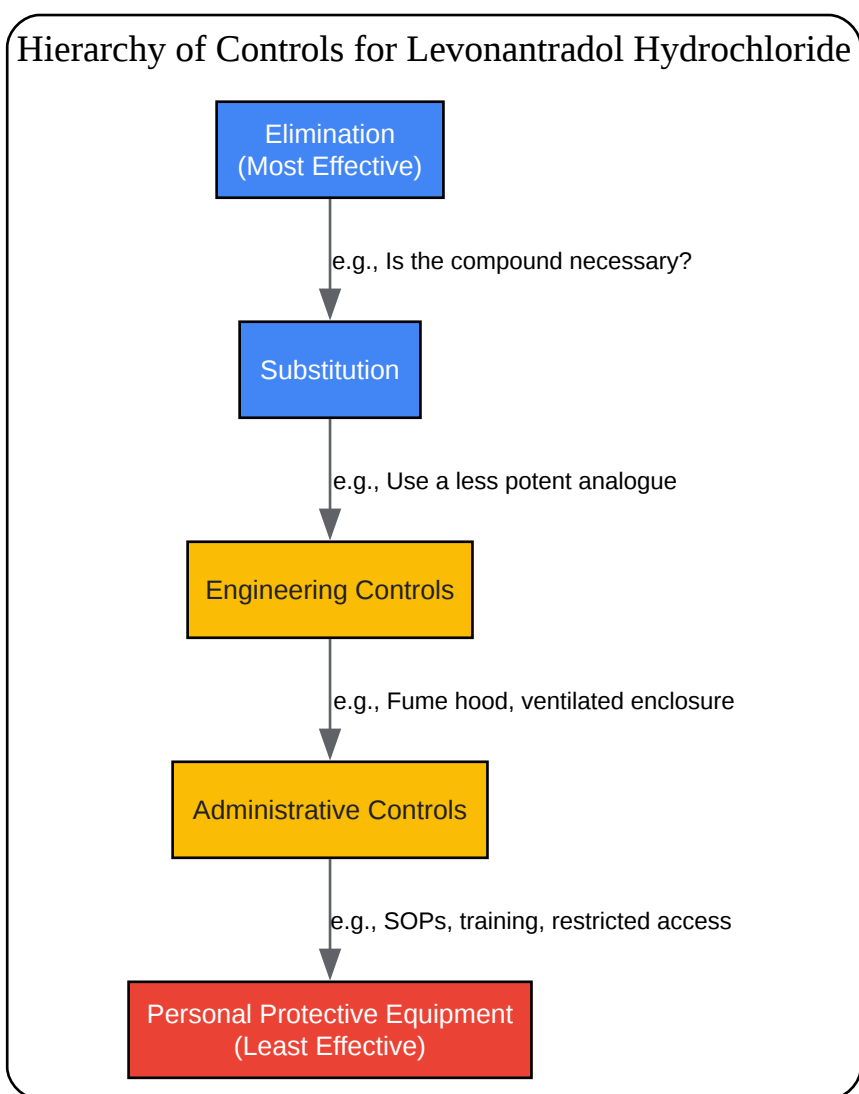 Hierarchy of Controls for Levonantradol Hydrochloride
Elimination
(Most Effective)
e.g., Is the compound necessary?
Substitution
e.g., Use a less potent analogue
Engineering Controls
e.g., Fume hood, ventilated enclosure
Administrative Controls
e.g., SOPs, training, restricted access
Personal Protective Equipment
(Least Effective)